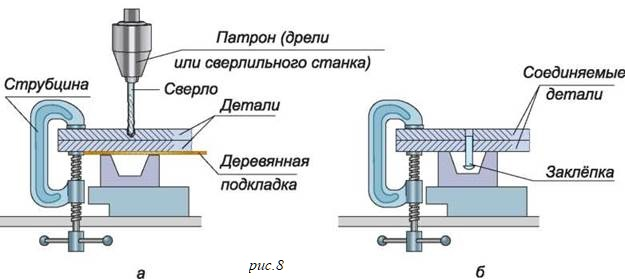 Патрон (дрели
или сверлильного станка)
Струбцина
Сверло
Детали
Деревянная
подкладка
Соединяемые
детали
Заклёпка
а
рис.8
б